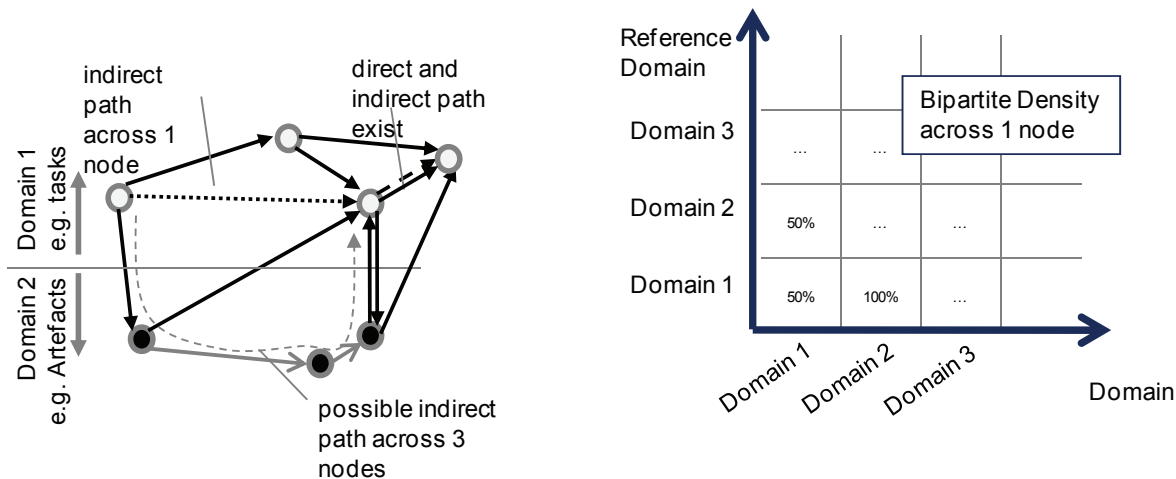 indirect
path
across 1
node
direct and
indirect path
exist
Domain 1
e.g. tasks
Domain 2
e.g. Artefacts
possible indirect
path across 3
nodes
Reference
Domain
Bipartite Density
across 1 node
Domain 3
...
...
Domain 2
50%
...
...
Domain 1
50%
100%
...
Domain 1
Domain 2
Domain 3
Domain